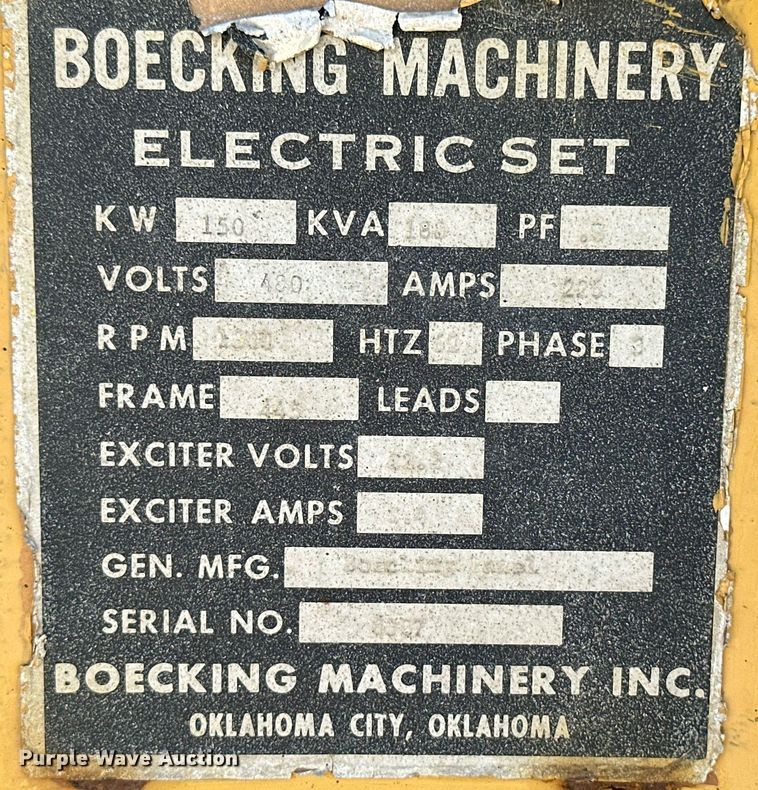 BOECKING MACHINERY
ELECTRIC SET
KW 150 KVA PF
VOLTS 480 AMPS
RPM HTZ PHASE 3
FRAME LEADS
EXCITER VOLTS
EXCITER AMPS
GEN. MFG.
SERIAL NO.
BOECKING MACHINERY INC.
OKLAHOMA CITY, OKLAHOMA
Purple Wave Auction